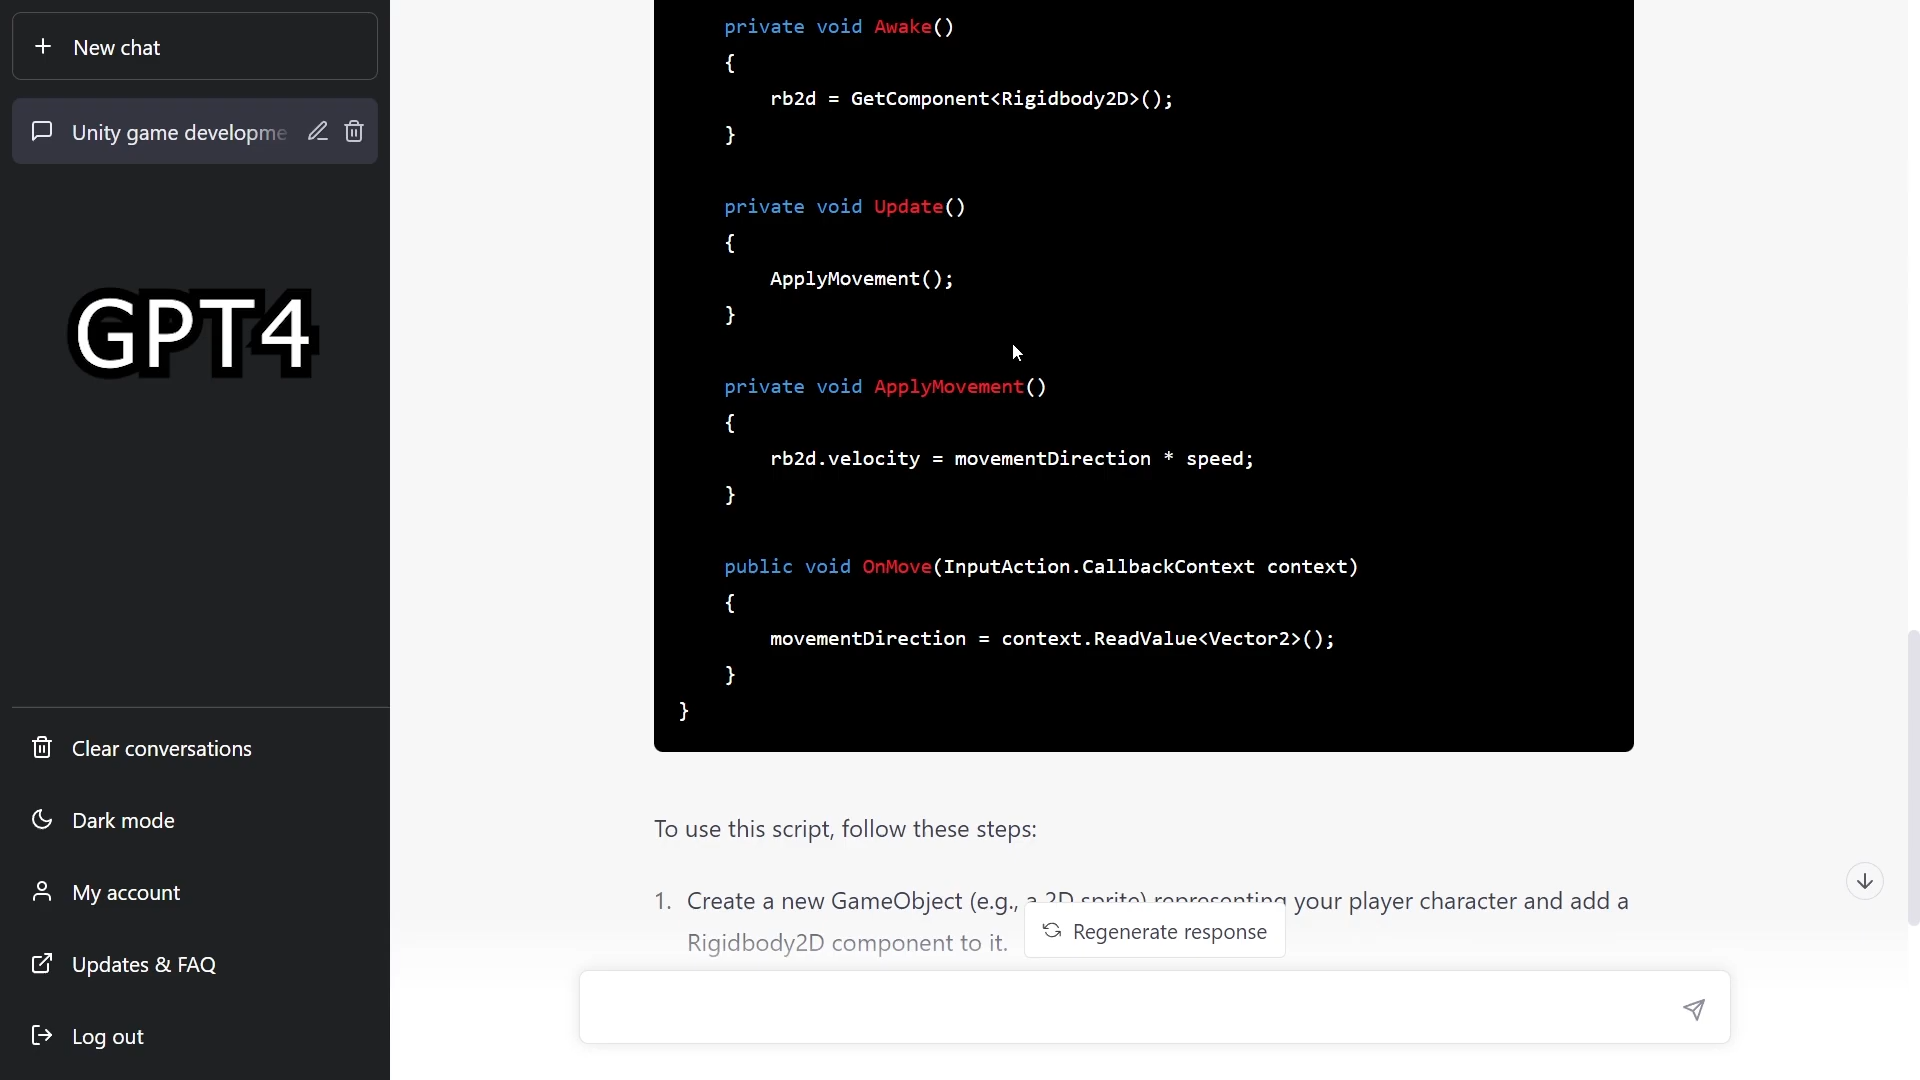 New chat
Unity game developme
GPT4
Clear conversations
Dark mode
My account
Updates & FAQ
Log out
private void Awake()
{
rb2d = GetComponent<Rigidbody2D>();
}
private void Update()
{
ApplyMovement();
}
private void ApplyMovement()
{
rb2d.velocity = movementDirection * speed;
}
public void OnMove(InputAction.CallbackContext context)
{
movementDirection = context.ReadValue<Vector2>();
}
}
To use this script, follow these steps:
1. Create a new GameObject (e.g., a 2D sprite) representing your player character and add a
Rigidbody2D component to it.
Regenerate response